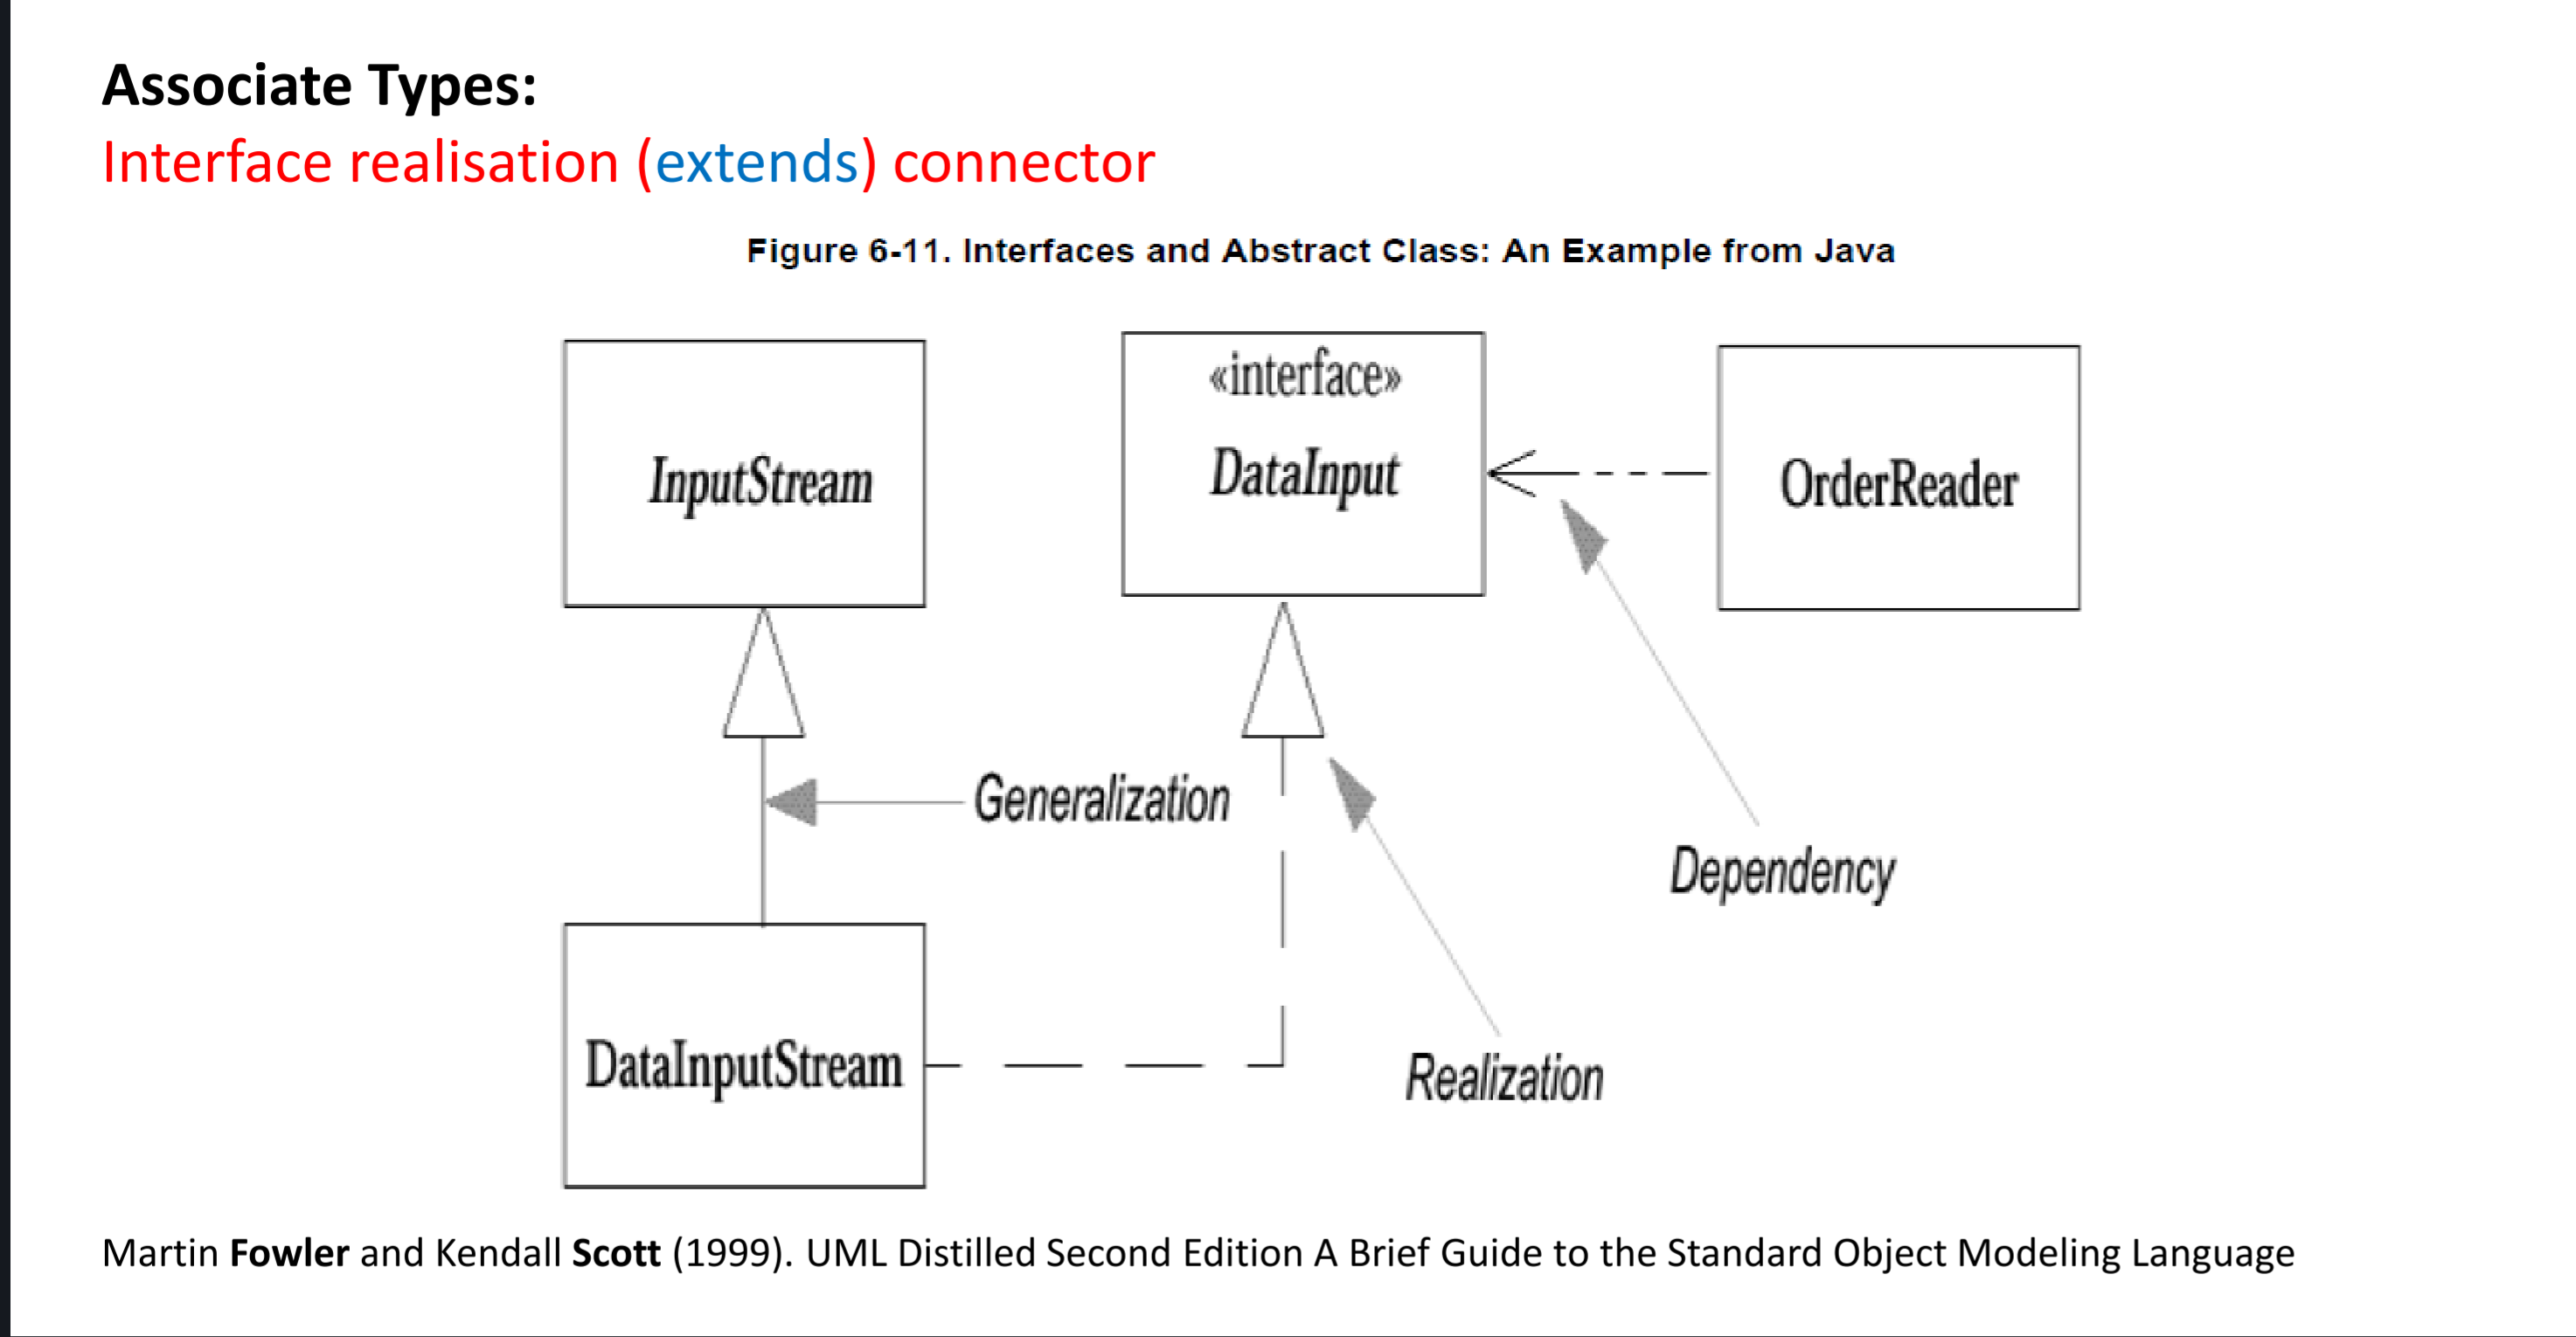 Associate Types:
Interface realisation (extends) connector
Figure 6-11. Interfaces and Abstract Class: An Example from Java
InputStream
«interface»
DataInput
OrderReader
Generalization
Dependency
DataInputStream
Realization
Martin Fowler and Kendall Scott (1999). UML Distilled Second Edition A Brief Guide to the Standard Object Modeling Language